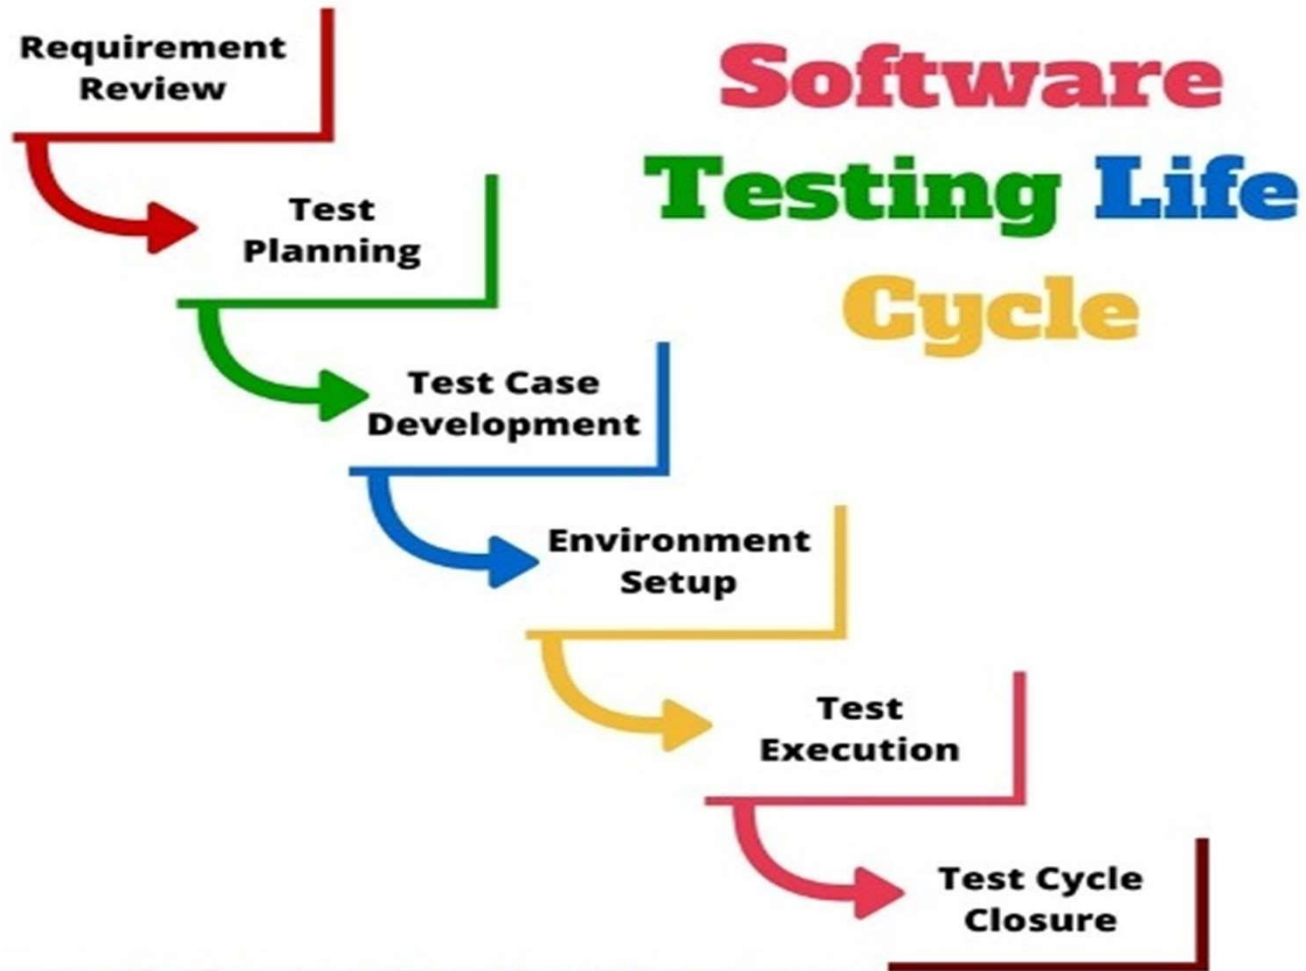 Requirement
Review
Software
Testing Life
Cycle
Test
Planning
Test Case
Development
Environment
Setup
Test
Execution
Test Cycle
Closure